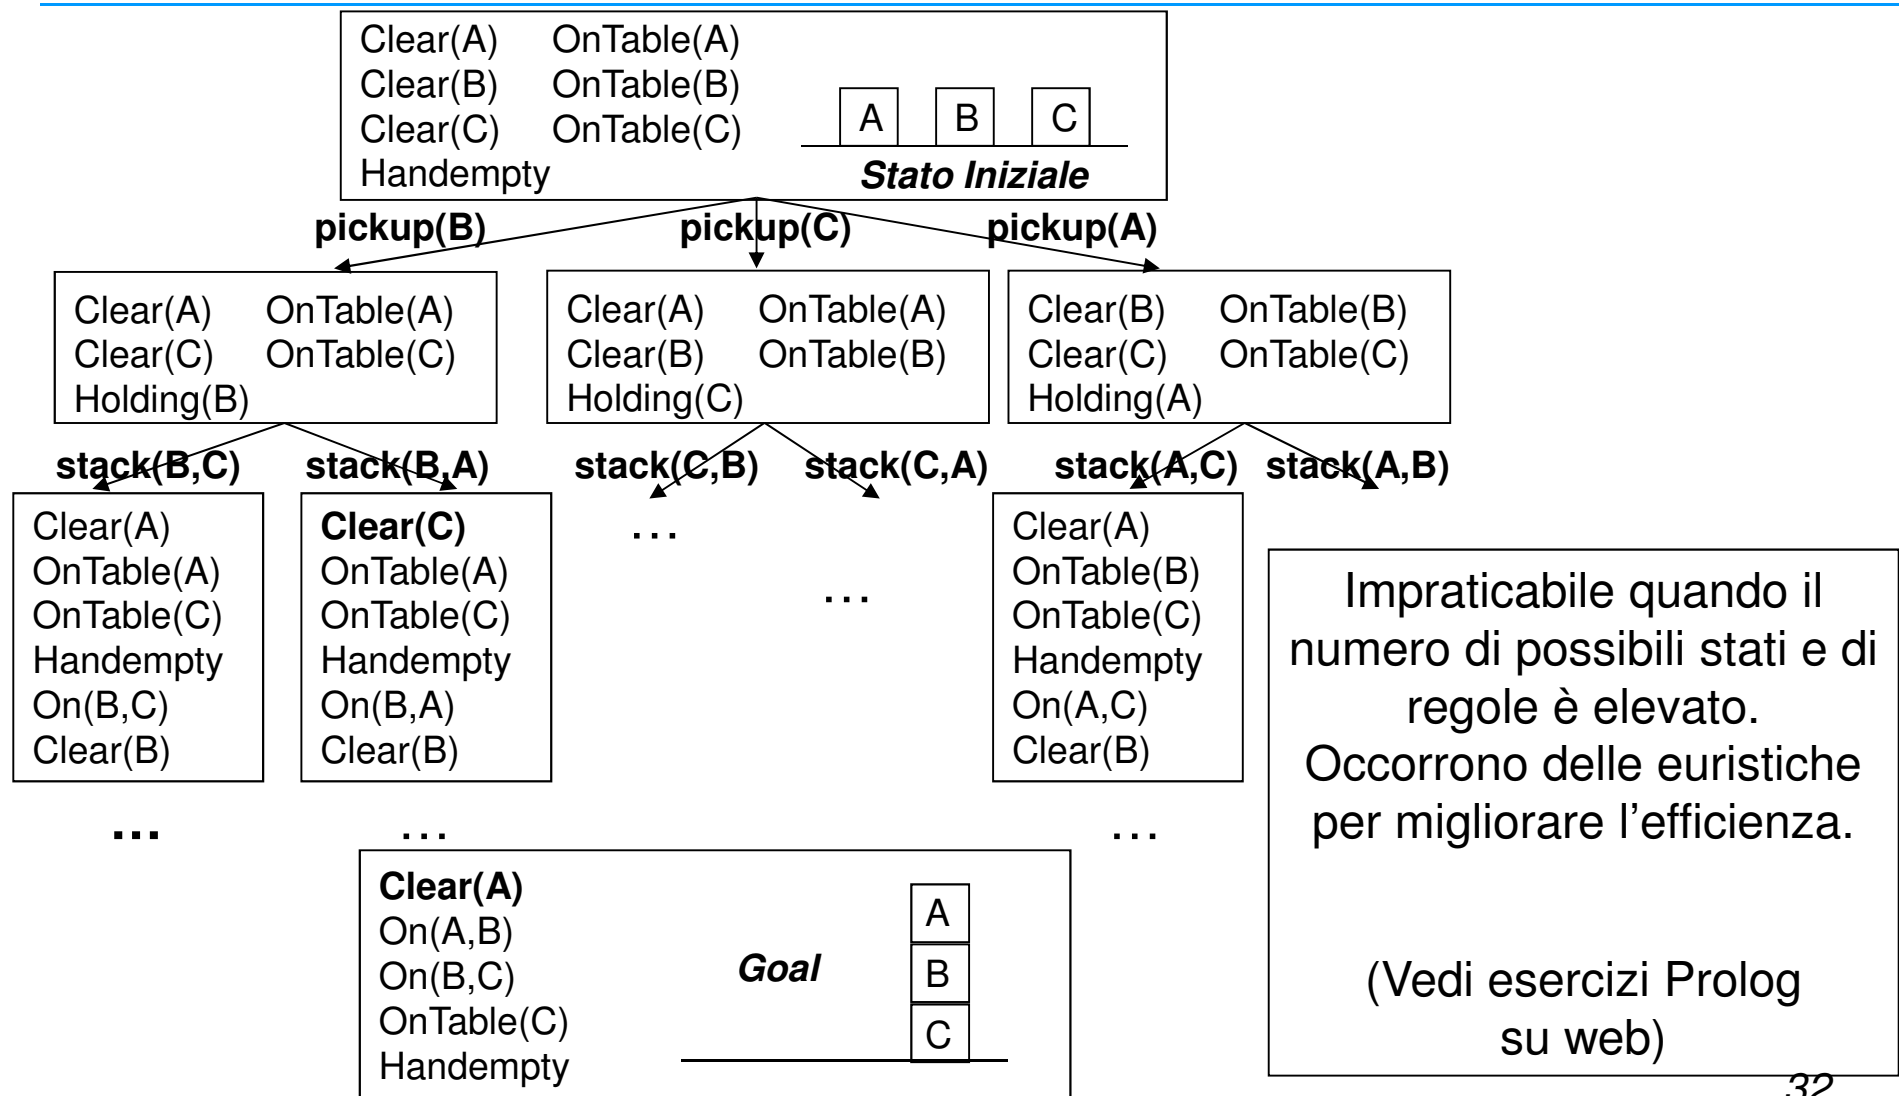 Clear(A) OnTable(A)
Clear(B) OnTable(B)
Clear(C) OnTable(C)
Handempty
A B C
Stato Iniziale
pickup(B) pickup(C) pickup(A)
Clear(A) OnTable(A)
Clear(C) OnTable(C)
Holding(B)
Clear(A) OnTable(A)
Clear(B) OnTable(B)
Holding(C)
Clear(B) OnTable(B)
Clear(C) OnTable(C)
Holding(A)
stack(B,C) stack(B,A) stack(C,B) stack(C,A) stack(A,C) stack(A,B)
Clear(A)
OnTable(A)
OnTable(C)
Handempty
On(B,C)
Clear(B)
...
Clear(C)
OnTable(A)
OnTable(C)
Handempty
On(B,A)
Clear(B)
...
...
...
Clear(A)
OnTable(B)
OnTable(C)
Handempty
On(A,C)
Clear(B)
...
Impraticabile quando il
numero di possibili stati e di
regole è elevato.
Occorrono delle euristiche
per migliorare l'efficienza.
(Vedi esercizi Prolog
su web)
Clear(A)
On(A,B)
On(B,C)
OnTable(C)
Handempty
Goal
A
B
C
32